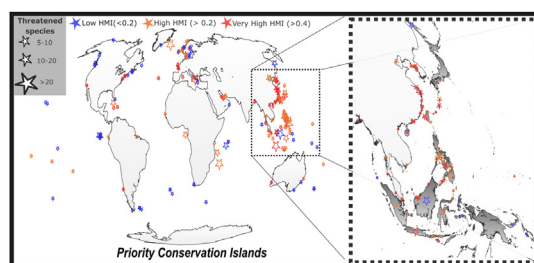 Threatened
species
5-10
10-20
>20
Low HMI(<0.2)
High HMI (> 0.2)
Very High HMI (>0.4)
Priority Conservation Islands